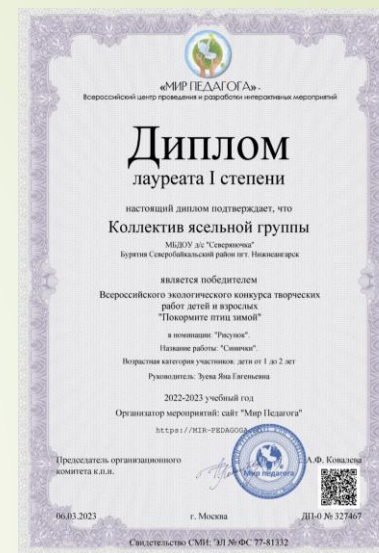 «МИР ПЕДАГОГА» -
Всероссийский центр проведения и разработки интерактивных мероприятий
Диплом
лауреата I степени
настоящий диплом подтверждает, что
Коллектив ясельной группы
МБДОУ д/с "Северяночка"
Бурятия Северобайкальский район пгт. Нижнеангарск
является победителем
Всероссийского экологического конкурса творческих
работ детей и взрослых
"Покормите птиц зимой"
в номинации: "Рисунок".
Название работы: "Синички".
Возрастная категория участников: дети от 1 до 2 лет
Руководитель: Зуева Яна Евгеньевна
2022-2023 учебный год
Организатор мероприятий: сайт "Мир Педагога"
https://MIR-PEDAGOGA
Председатель организационного
комитета к.п.н.
А.Ф. Ковалева
Мир педагога
06.03.2023
г. Москва
ДП-0 № 327467
Свидетельство СМИ: ЭЛ № ФС 77-81332